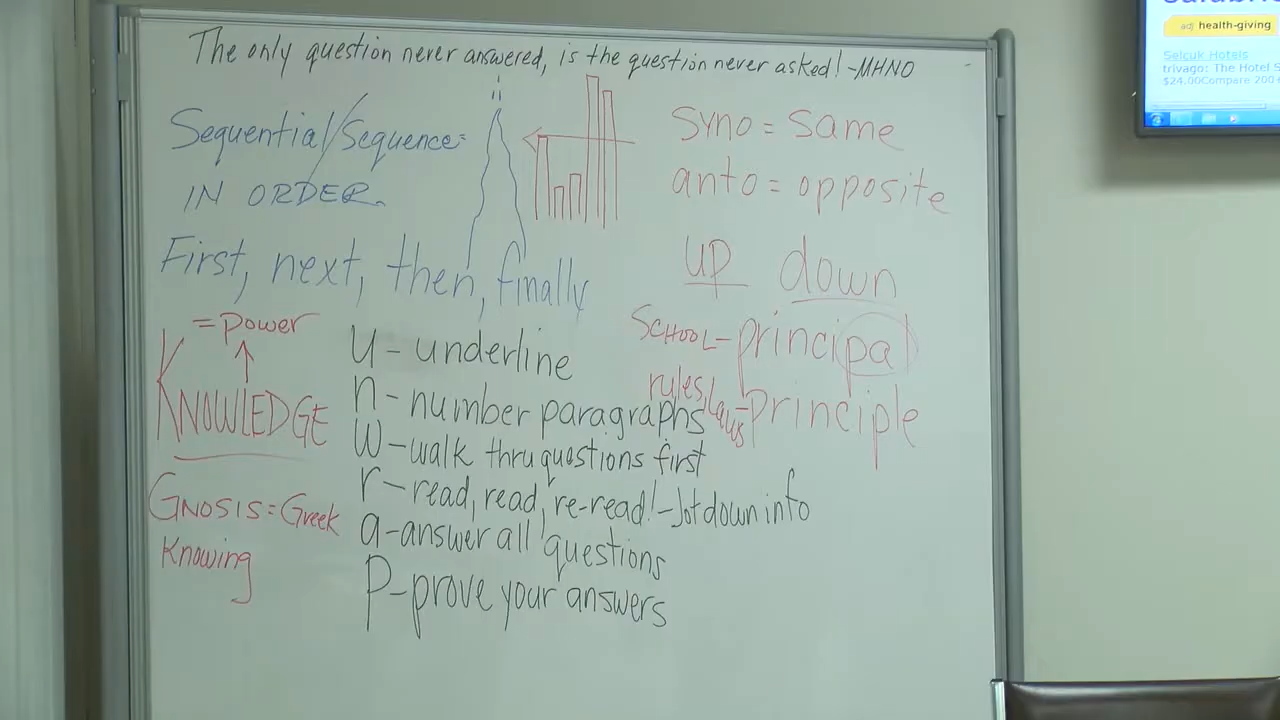 The only question never answered, is the question never asked! -MHNO
Sequential/Sequence:
IN ORDER.
First, next, then, finally
syno = same
anto = opposite
up down
SCHOOL- principal
rules, laws- principle
= power
KNOWLEDGE
GNOSIS = Greek
Knowing
u - underline
n - number paragraphs
w - walk thru questions first
r - read, read, re-read! - Jot down info
a - answer all questions
p - prove your answers
adj health-giving
Selcuk Hotels
trivago: The Hotel S
$24.00Compare 200